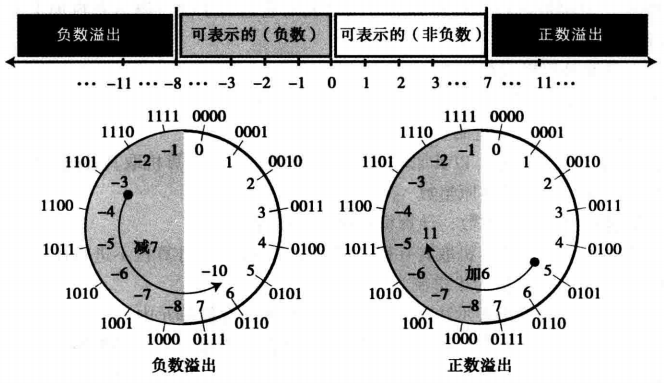 负数溢出 可表示的（负数） 可表示的（非负数） 正数溢出
··· -11 ··· -8 ··· -3 -2 -1 0 1 2 3 ··· 7 ··· 11 ···
1111 0000 1111 0000
1110 -1 0 0001 1110 -1 0 0001
-2 1 -2 1
1101 -3 2 0010 1101 -3 2 0010
1100 -4 3 0011 1100 -4 11 3 0011
1011 -5 减7 4 0100 1011 -5 4 0100
-10 加6
1010 -6 5 0101 1010 -6 5 0101
-7 6 -7 6
1001 -8 7 0110 1001 -8 7 0110
1000 0111 1000 0111
负数溢出 正数溢出